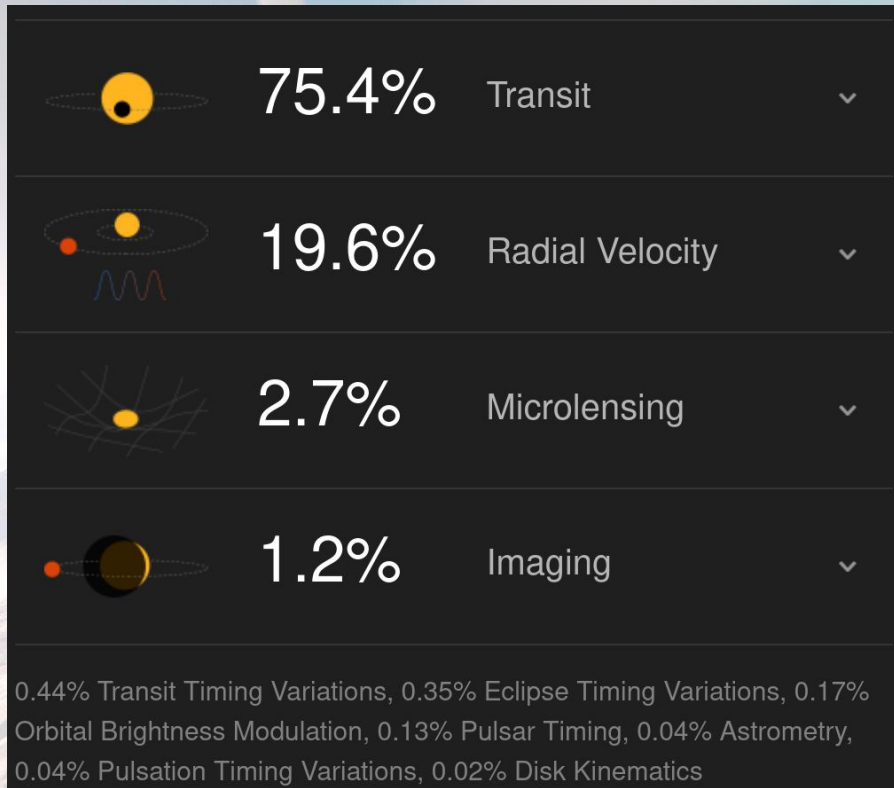 75.4% Transit
19.6% Radial Velocity
2.7% Microlensing
1.2% Imaging
0.44% Transit Timing Variations, 0.35% Eclipse Timing Variations, 0.17%
Orbital Brightness Modulation, 0.13% Pulsar Timing, 0.04% Astrometry,
0.04% Pulsation Timing Variations, 0.02% Disk Kinematics